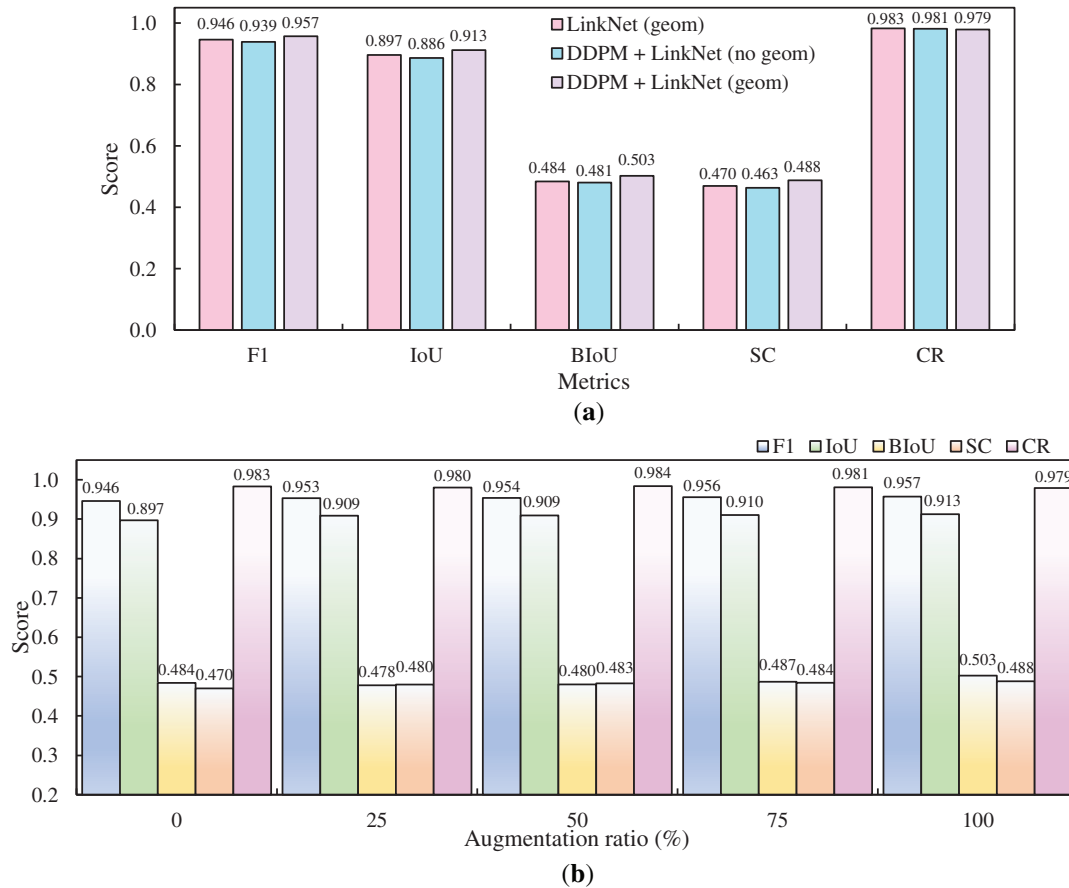 0.946 0.939 0.957 0.897 0.886 0.913 0.484 0.481 0.503 0.470 0.463 0.488 0.983 0.981 0.979
LinkNet (geom)
DDPM + LinkNet (no geom)
DDPM + LinkNet (geom)
1.0
0.8
0.6
0.4
0.2
0.0
Score
F1 IoU BIoU SC CR
Metrics
(a)
F1 IoU BIoU SC CR
0.946 0.897 0.484 0.470 0.983
0.953 0.909 0.478 0.480 0.980
0.954 0.909 0.480 0.483 0.984
0.956 0.910 0.487 0.484 0.981
0.957 0.913 0.503 0.488 0.979
1.0
0.9
0.8
0.7
0.6
0.5
0.4
0.3
0.2
Score
0 25 50 75 100
Augmentation ratio (%)
(b)